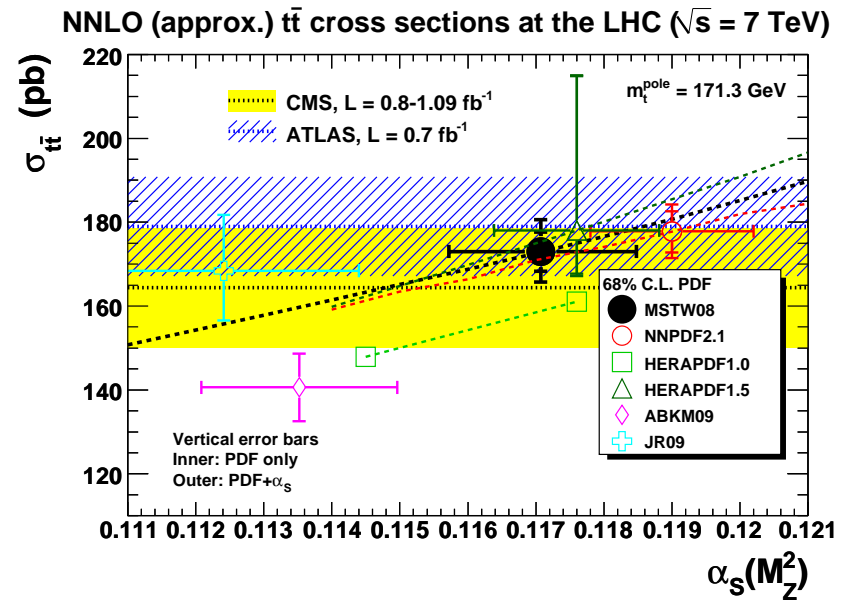 NNLO (approx.) tt̄ cross sections at the LHC (√s = 7 TeV)
σtt̄ (pb)
220
200
180
160
140
120
CMS, L = 0.8-1.09 fb⁻¹
ATLAS, L = 0.7 fb⁻¹
mₜᵖᵒˡᵉ = 171.3 GeV
68% C.L. PDF
MSTW08
NNPDF2.1
HERAPDF1.0
HERAPDF1.5
ABKM09
JR09
Vertical error bars
Inner: PDF only
Outer: PDF+αS
0.111 0.112 0.113 0.114 0.115 0.116 0.117 0.118 0.119 0.12 0.121
αS(M²Z)